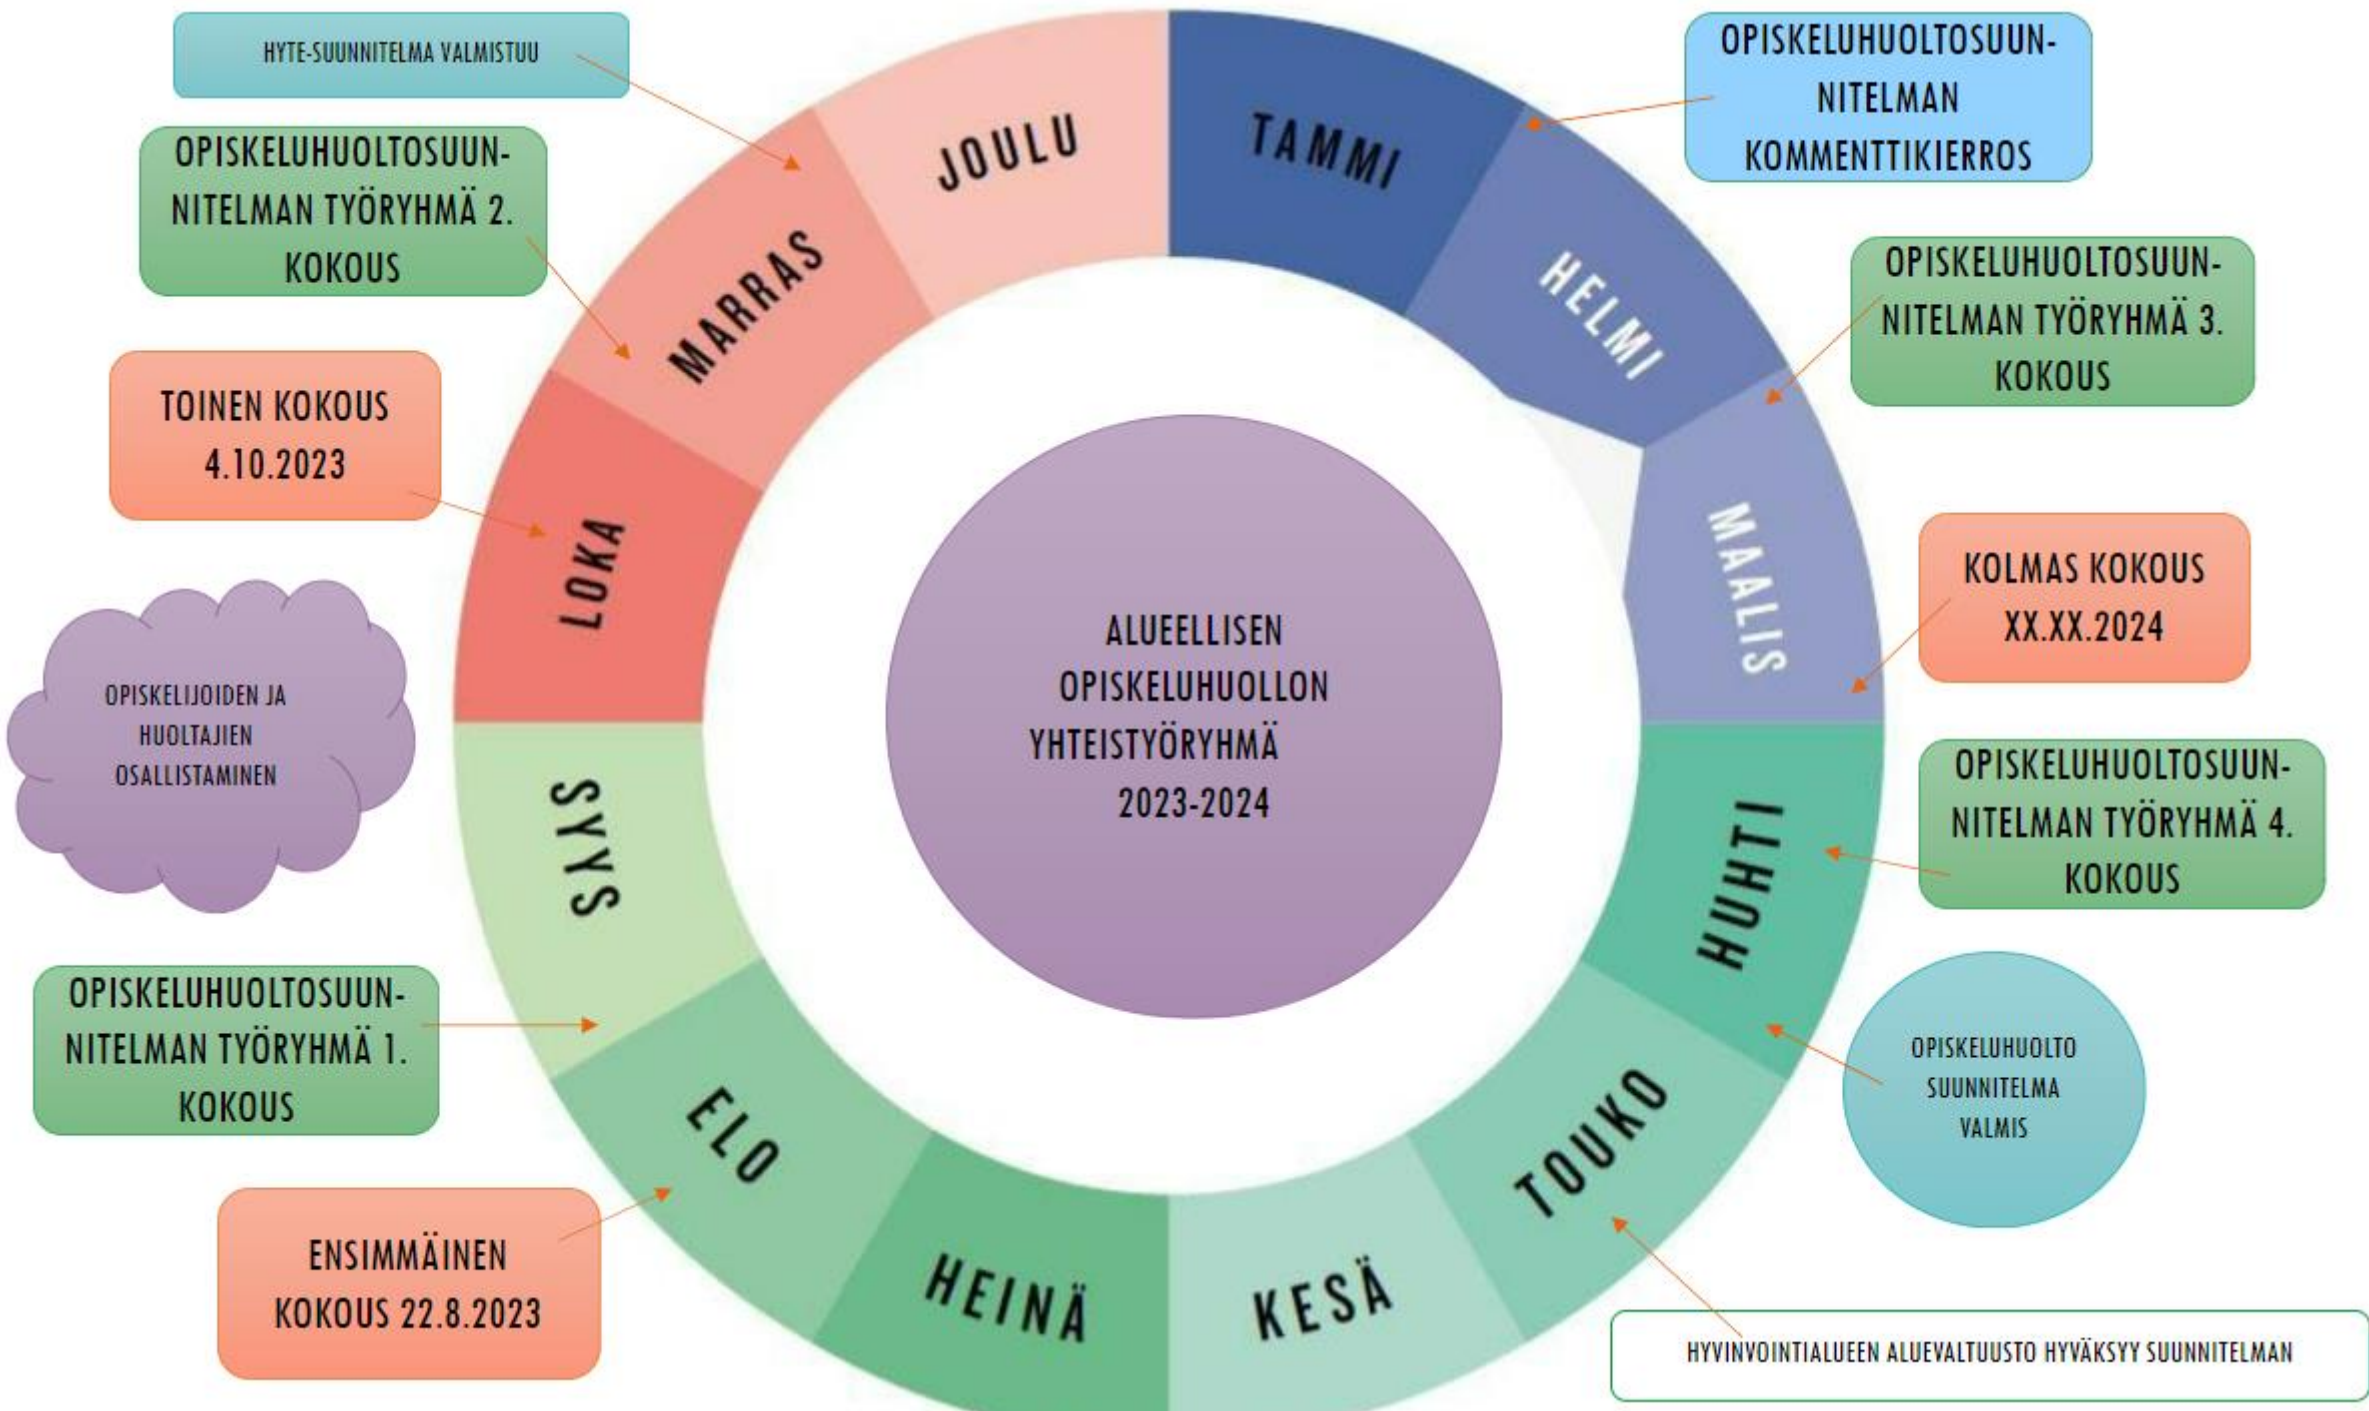 HYTE-SUUNNITELMA VALMISTUU
OPISKELUHUOLTOSUUN-
NITELMAN TYÖRYHMÄ 2.
KOKOUS
TOINEN KOKOUS
4.10.2023
OPISKELIJOIDEN JA
HUOLTAJIEN
OSALLISTAMINEN
OPISKELUHUOLTOSUUN-
NITELMAN TYÖRYHMÄ 1.
KOKOUS
ENSIMMÄINEN
KOKOUS 22.8.2023
JOULU
TAMMI
HELMI
MAALIS
HUHTI
TOUKO
KESÄ
HEINÄ
ELO
SYYS
LOKA
MARRAS
ALUEELLISEN
OPISKELUHUOLLON
YHTEISTYÖRYHMÄ
2023-2024
OPISKELUHUOLTOSUUN-
NITELMAN
KOMMENTTIKIERROS
OPISKELUHUOLTOSUUN-
NITELMAN TYÖRYHMÄ 3.
KOKOUS
KOLMAS KOKOUS
XX.XX.2024
OPISKELUHUOLTOSUUN-
NITELMAN TYÖRYHMÄ 4.
KOKOUS
OPISKELUHUOLTO
SUUNNITELMA
VALMIS
HYVINVOINTIALUEEN ALUEVALTUUSTO HYVÄKSYY SUUNNITELMAN